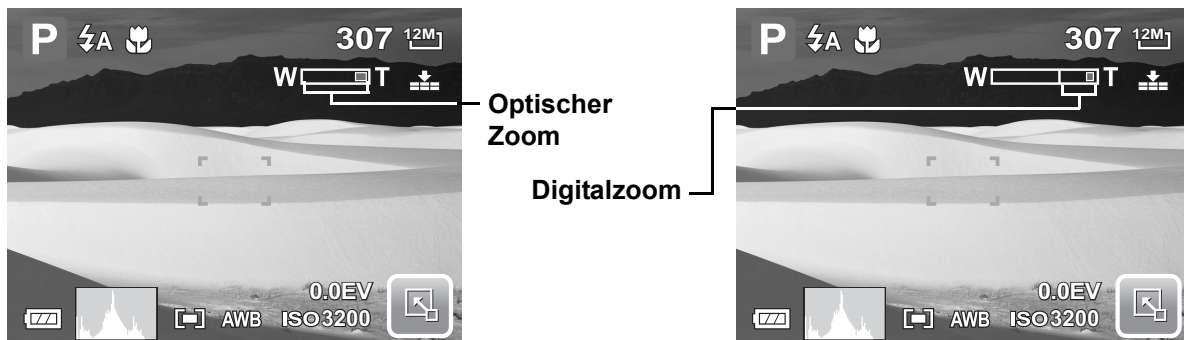 P A 307 12M
W T
Optischer
Zoom
0.0EV
AWB ISO3200
P A 307 12M
W T
Digitalzoom
0.0EV
AWB ISO3200